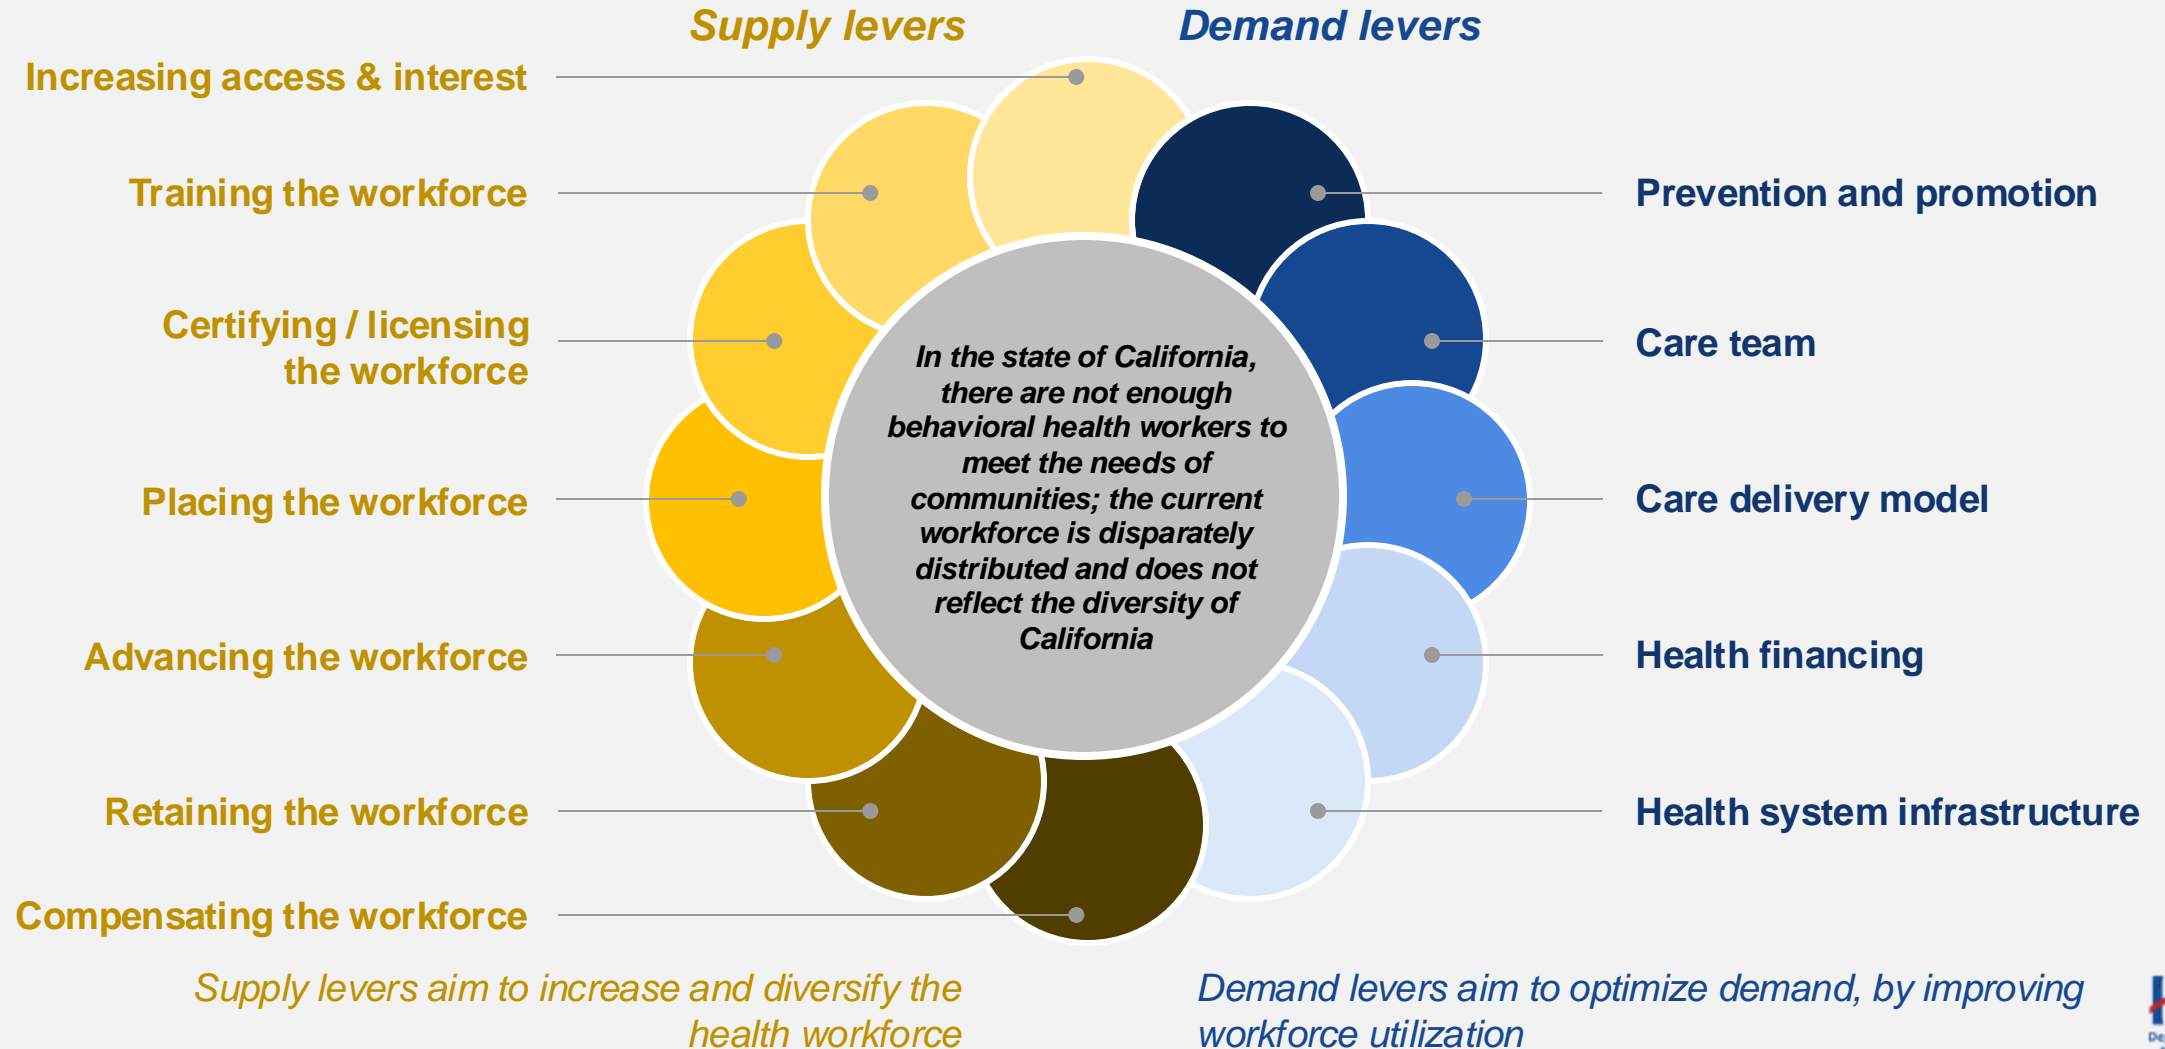 Supply levers
Demand levers
Increasing access & interest
Training the workforce
Certifying / licensing
the workforce
Placing the workforce
Advancing the workforce
Retaining the workforce
Compensating the workforce
In the state of California,
there are not enough
behavioral health workers to
meet the needs of
communities; the current
workforce is disparately
distributed and does not
reflect the diversity of
California
Prevention and promotion
Care team
Care delivery model
Health financing
Health system infrastructure
Supply levers aim to increase and diversify the
health workforce
Demand levers aim to optimize demand, by improving
workforce utilization